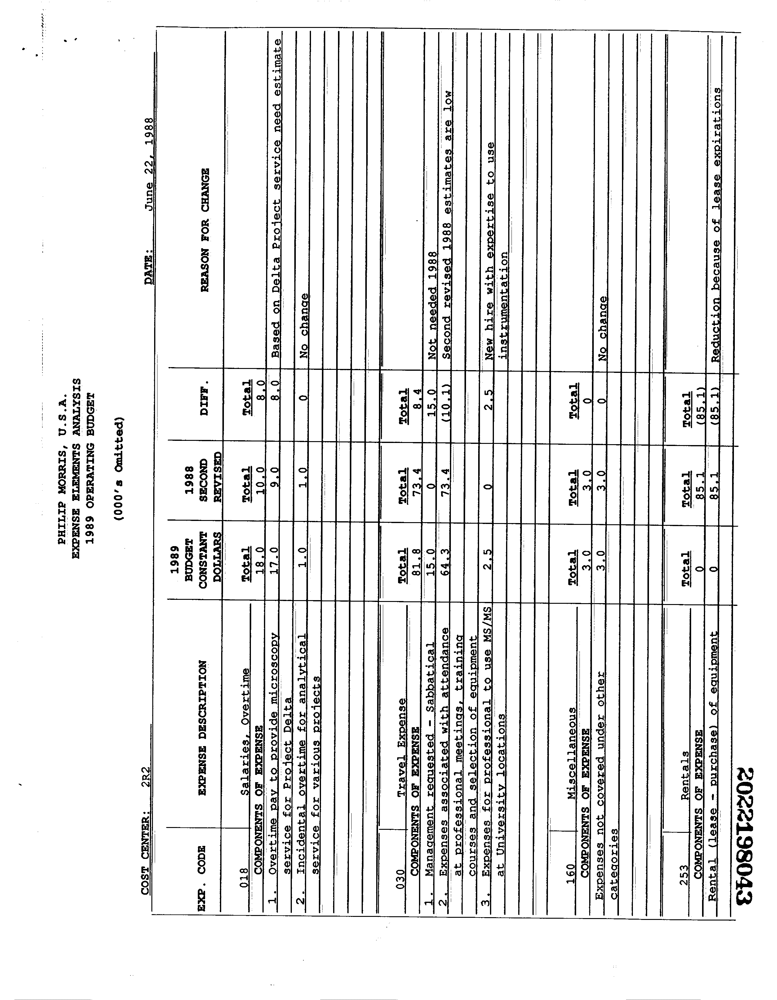 PHILIP MORRIS, U.S.A.
EXPENSE ELEMENTS ANALYSIS
1989 OPERATING BUDGET
(000's Omitted)
COST CENTER: 2R2 DATE: June 22, 1988
1989 1988
BUDGET SECOND
CONSTANT REVISED
EXP. CODE EXPENSE DESCRIPTION DOLLARS DIFF. REASON FOR CHANGE
018 Salaries, Overtime Total Total Total
COMPONENTS OF EXPENSE 18.0 10.0 8.0
1. Overtime pay to provide microscopy 17.0 9.0 8.0 Based on Delta Project service need estimate
service for Project Delta
2. Incidental overtime for analytical 1.0 1.0 0 No change
service for various projects
030 Travel Expense Total Total Total
COMPONENTS OF EXPENSE 81.8 73.4 8.4
1. Management requested - Sabbatical 15.0 0 15.0 Not needed 1988
2. Expenses associated with attendance 64.3 73.4 (10.1) Second revised 1988 estimates are low
at professional meetings, training
courses and selection of equipment
3. Expenses for professional to use MS/MS 2.5 0 2.5 New hire with expertise to use
at University locations instrumentation
160 Miscellaneous Total Total Total
COMPONENTS OF EXPENSE 3.0 3.0 0
Expenses not covered under other 3.0 3.0 0 No change
categories
253 Rentals Total Total Total
COMPONENTS OF EXPENSE 0 85.1 (85.1)
Rental (lease - purchase) of equipment 0 85.1 (85.1) Reduction because of lease expirations
2022198043